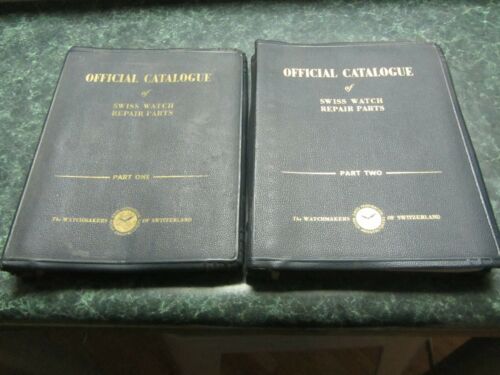 OFFICIAL CATALOGUE
of
SWISS WATCH
REPAIR PARTS
PART ONE
The WATCHMAKERS OF SWITZERLAND
OFFICIAL CATALOGUE
of
SWISS WATCH
REPAIR PARTS
PART TWO
The WATCHMAKERS OF SWITZERLAND